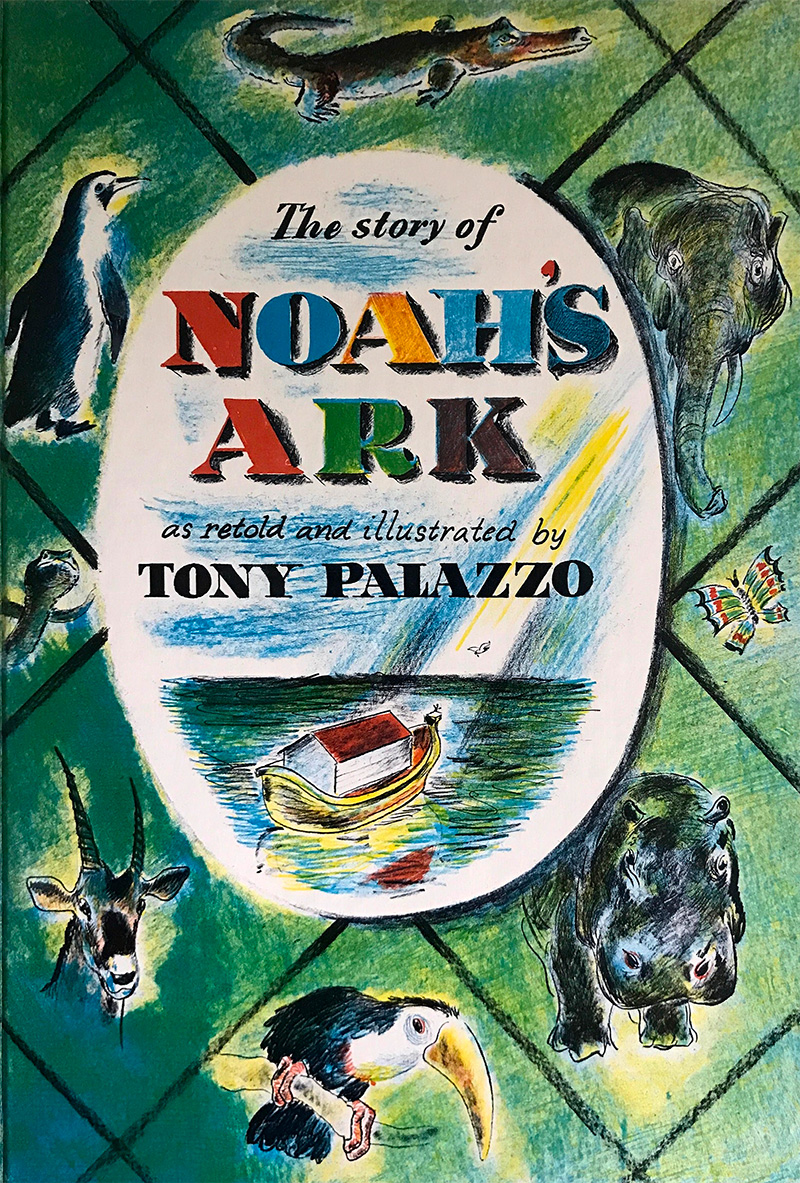 The story of
NOAH'S
ARK
as retold and illustrated by
TONY PALAZZO